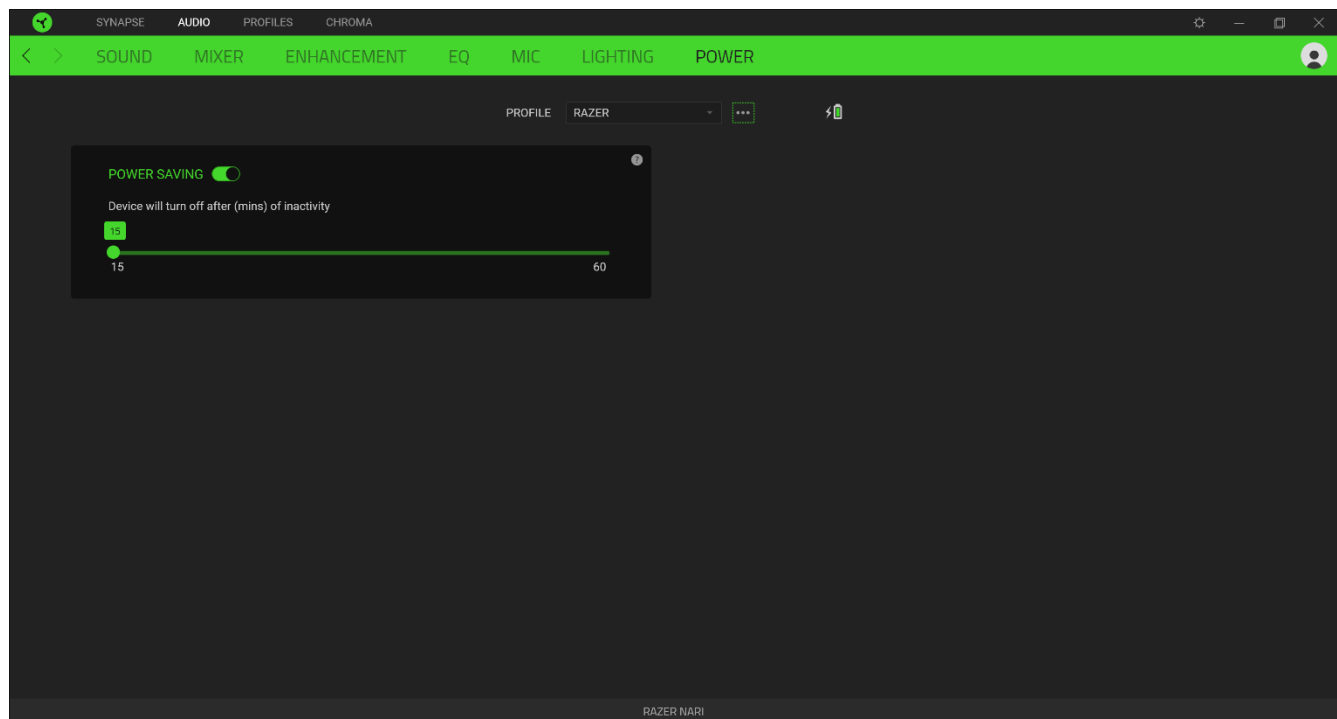 SYNAPSE AUDIO PROFILES CHROMA
SOUND MIXER ENHANCEMENT EQ MIC LIGHTING POWER
PROFILE RAZER
POWER SAVING
Device will turn off after (mins) of inactivity
15
15 60
RAZER NARI